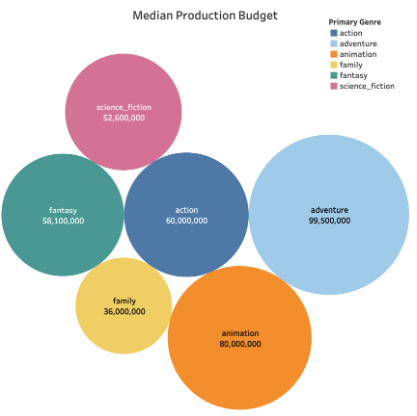 Median Production Budget
Primary Genre
action
adventure
animation
family
fantasy
science_fiction
science_fiction
52,600,000
fantasy
58,100,000
action
60,000,000
adventure
99,500,000
family
36,000,000
animation
80,000,000